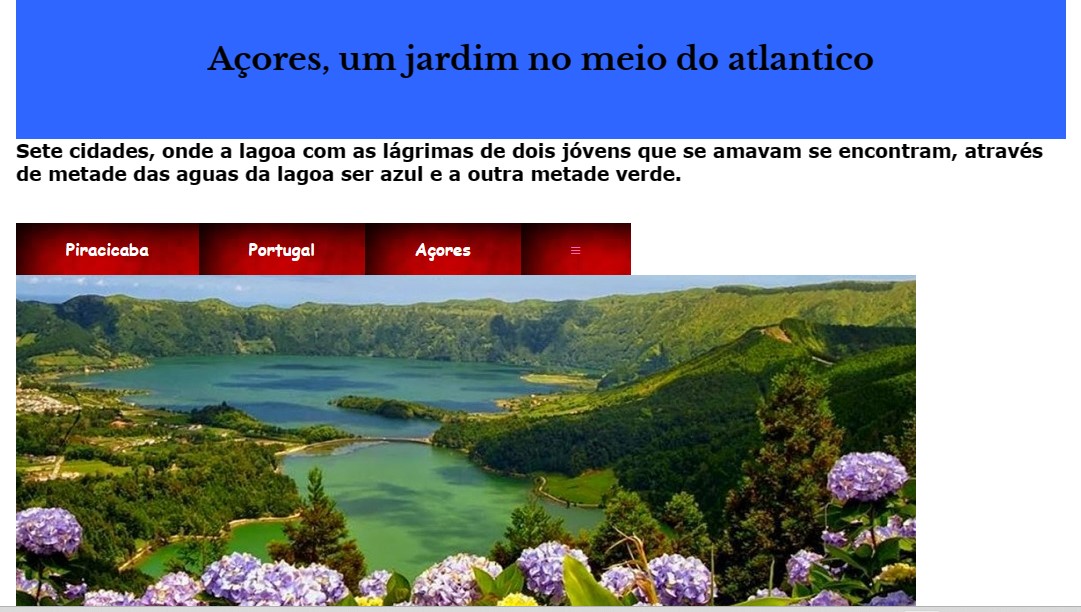 Açores, um jardim no meio do atlantico
Sete cidades, onde a lagoa com as lágrimas de dois jóvens que se amavam se encontram, através
de metade das aguas da lagoa ser azul e a outra metade verde.
Piracicaba Portugal Açores ≡